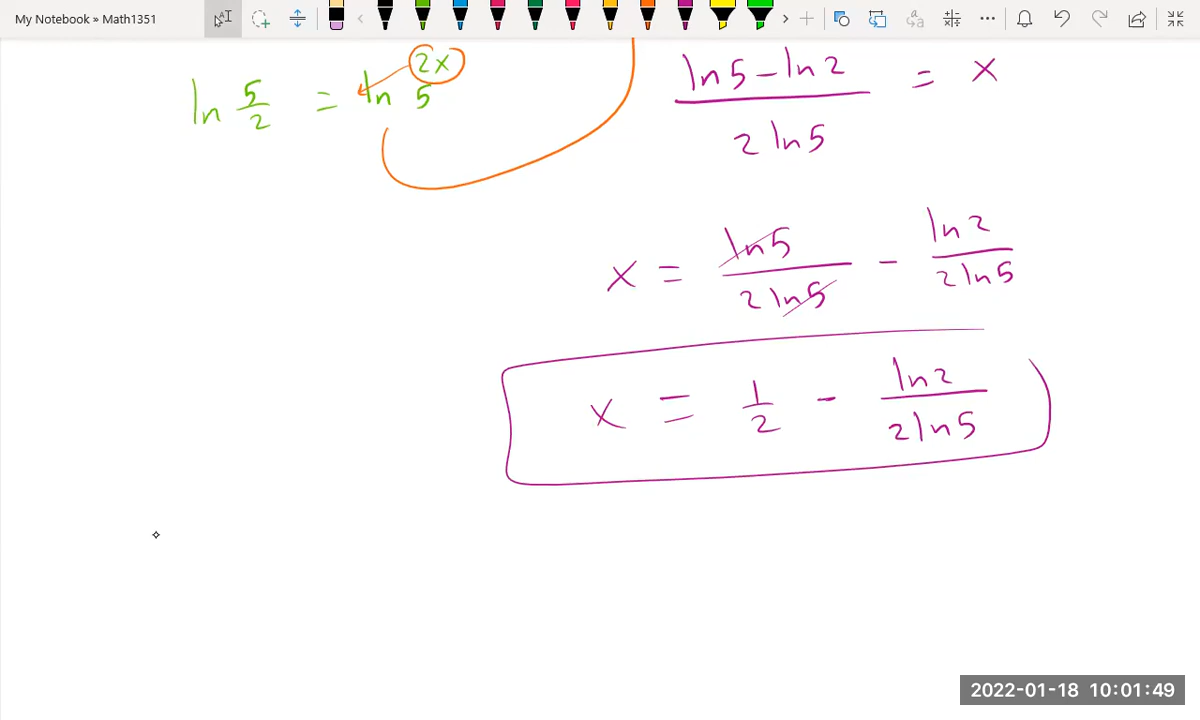 My Notebook » Math1351
ln 5/2 = ln 5^2x
(ln5 - ln2) / (2 ln5) = x
x = ln5 / (2 ln5) - ln2 / (2 ln5)
x = 1/2 - ln2 / (2 ln5)
2022-01-18 10:01:49